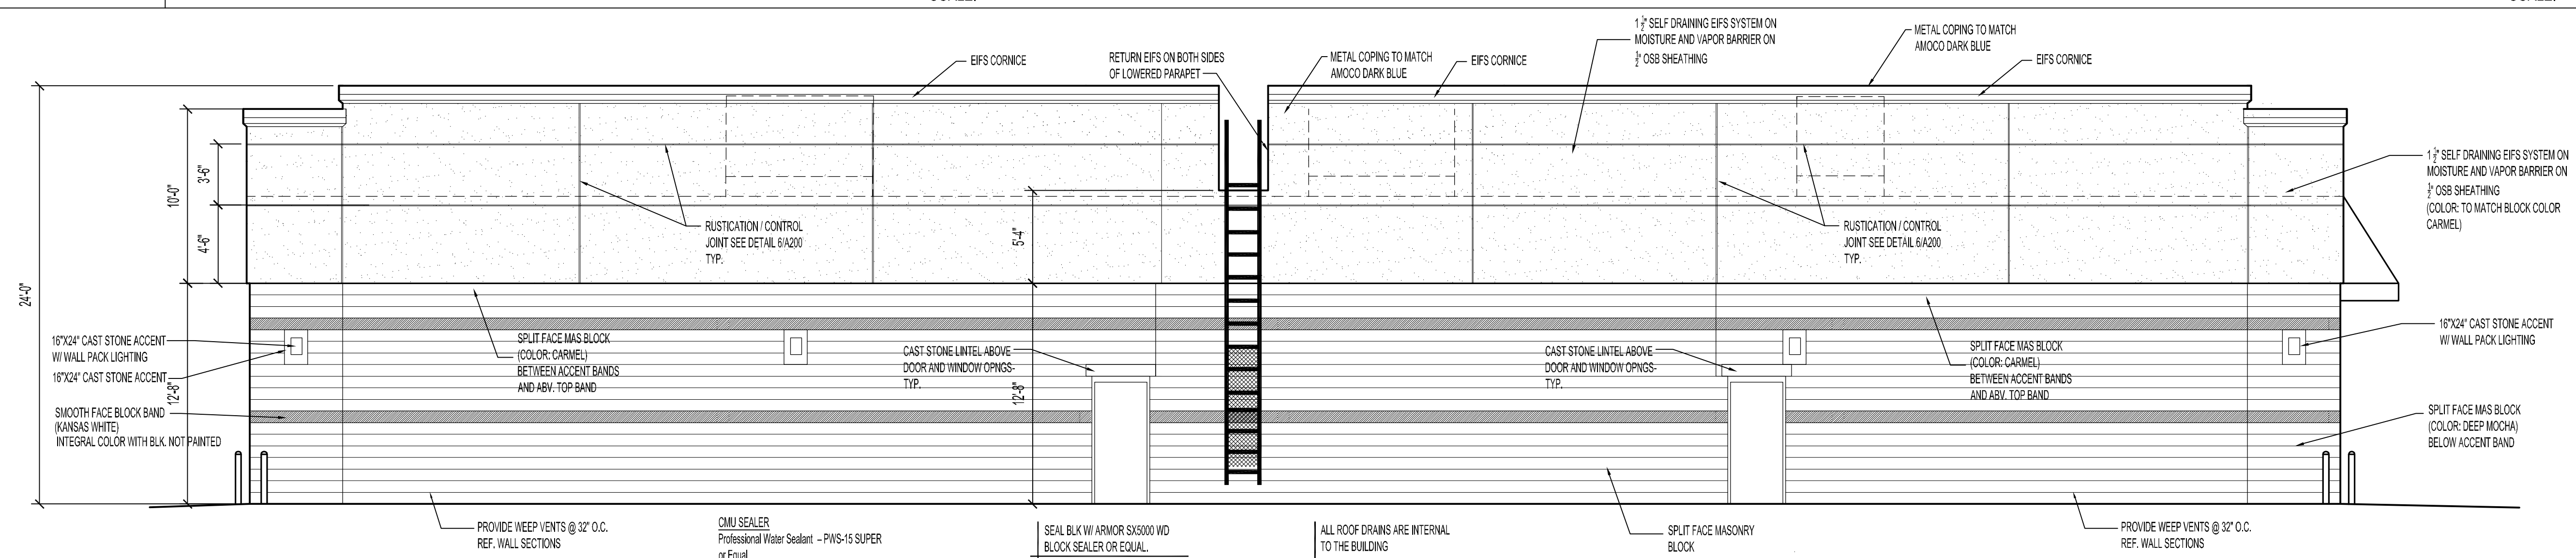 EIFS CORNICE
RETURN EIFS ON BOTH SIDES
OF LOWERED PARAPET
METAL COPING TO MATCH
AMOCO DARK BLUE
EIFS CORNICE
1 1/2" SELF DRAINING EIFS SYSTEM ON
MOISTURE AND VAPOR BARRIER ON
1/2" OSB SHEATHING
METAL COPING TO MATCH
AMOCO DARK BLUE
EIFS CORNICE
1 1/2" SELF DRAINING EIFS SYSTEM ON
MOISTURE AND VAPOR BARRIER ON
1/2" OSB SHEATHING
(COLOR: TO MATCH BLOCK COLOR
CARMEL)
24'-0"
10'-0"
3'-6"
4'-6"
12'-8"
RUSTICATION / CONTROL
JOINT SEE DETAIL 6/A200
TYP.
5'-4"
12'-8"
RUSTICATION / CONTROL
JOINT SEE DETAIL 6/A200
TYP.
16"X24" CAST STONE ACCENT
W/ WALL PACK LIGHTING
16"X24" CAST STONE ACCENT
SMOOTH FACE BLOCK BAND
(KANSAS WHITE)
INTEGRAL COLOR WITH BLK. NOT PAINTED
SPLIT FACE MAS BLOCK
(COLOR: CARMEL)
BETWEEN ACCENT BANDS
AND ABV. TOP BAND
CAST STONE LINTEL ABOVE
DOOR AND WINDOW OPNGS-
TYP.
CAST STONE LINTEL ABOVE
DOOR AND WINDOW OPNGS-
TYP.
SPLIT FACE MAS BLOCK
(COLOR: CARMEL)
BETWEEN ACCENT BANDS
AND ABV. TOP BAND
16"X24" CAST STONE ACCENT
W/ WALL PACK LIGHTING
SPLIT FACE MAS BLOCK
(COLOR: DEEP MOCHA)
BELOW ACCENT BAND
PROVIDE WEEP VENTS @ 32" O.C.
REF. WALL SECTIONS
CMU SEALER
Professional Water Sealant – PWS-15 SUPER
or Equal
SEAL BLK W/ ARMOR SX5000 WD
BLOCK SEALER OR EQUAL.
ALL ROOF DRAINS ARE INTERNAL
TO THE BUILDING
SPLIT FACE MASONRY
BLOCK
PROVIDE WEEP VENTS @ 32" O.C.
REF. WALL SECTIONS